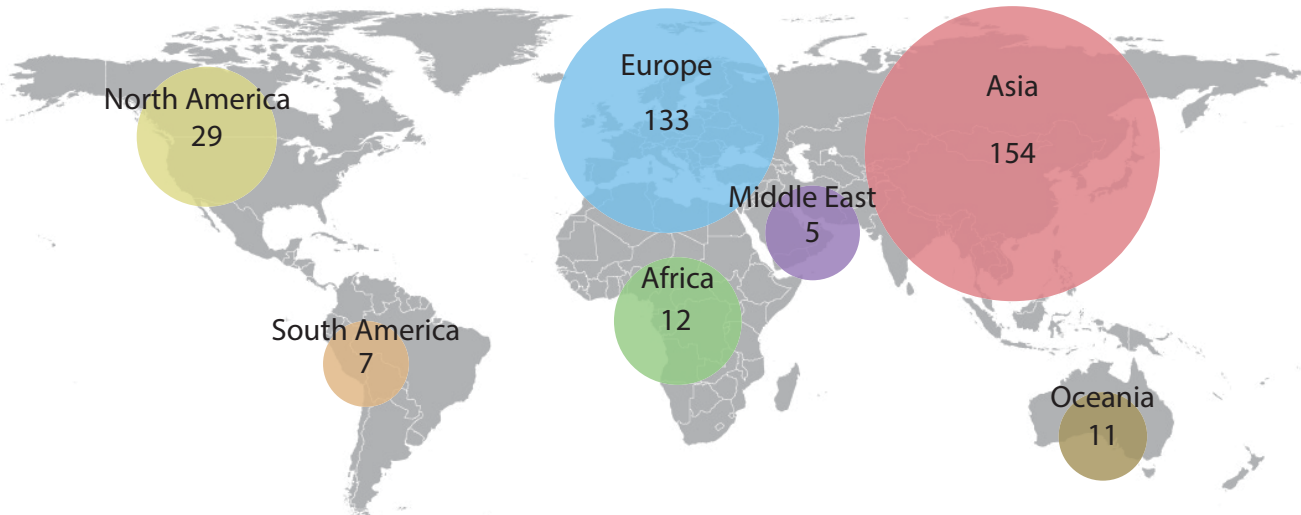 North America
29
Europe
133
Asia
154
Middle East
5
Africa
12
South America
7
Oceania
11